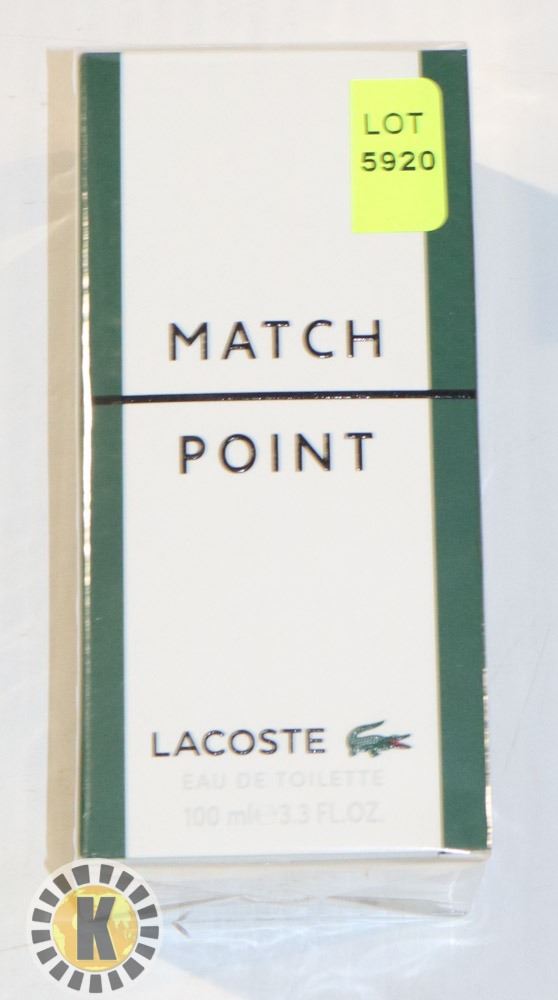 LOT
5920
MATCH
POINT
LACOSTE
EAU DE TOILETTE
100 ml℮3.3 FL.OZ.
K